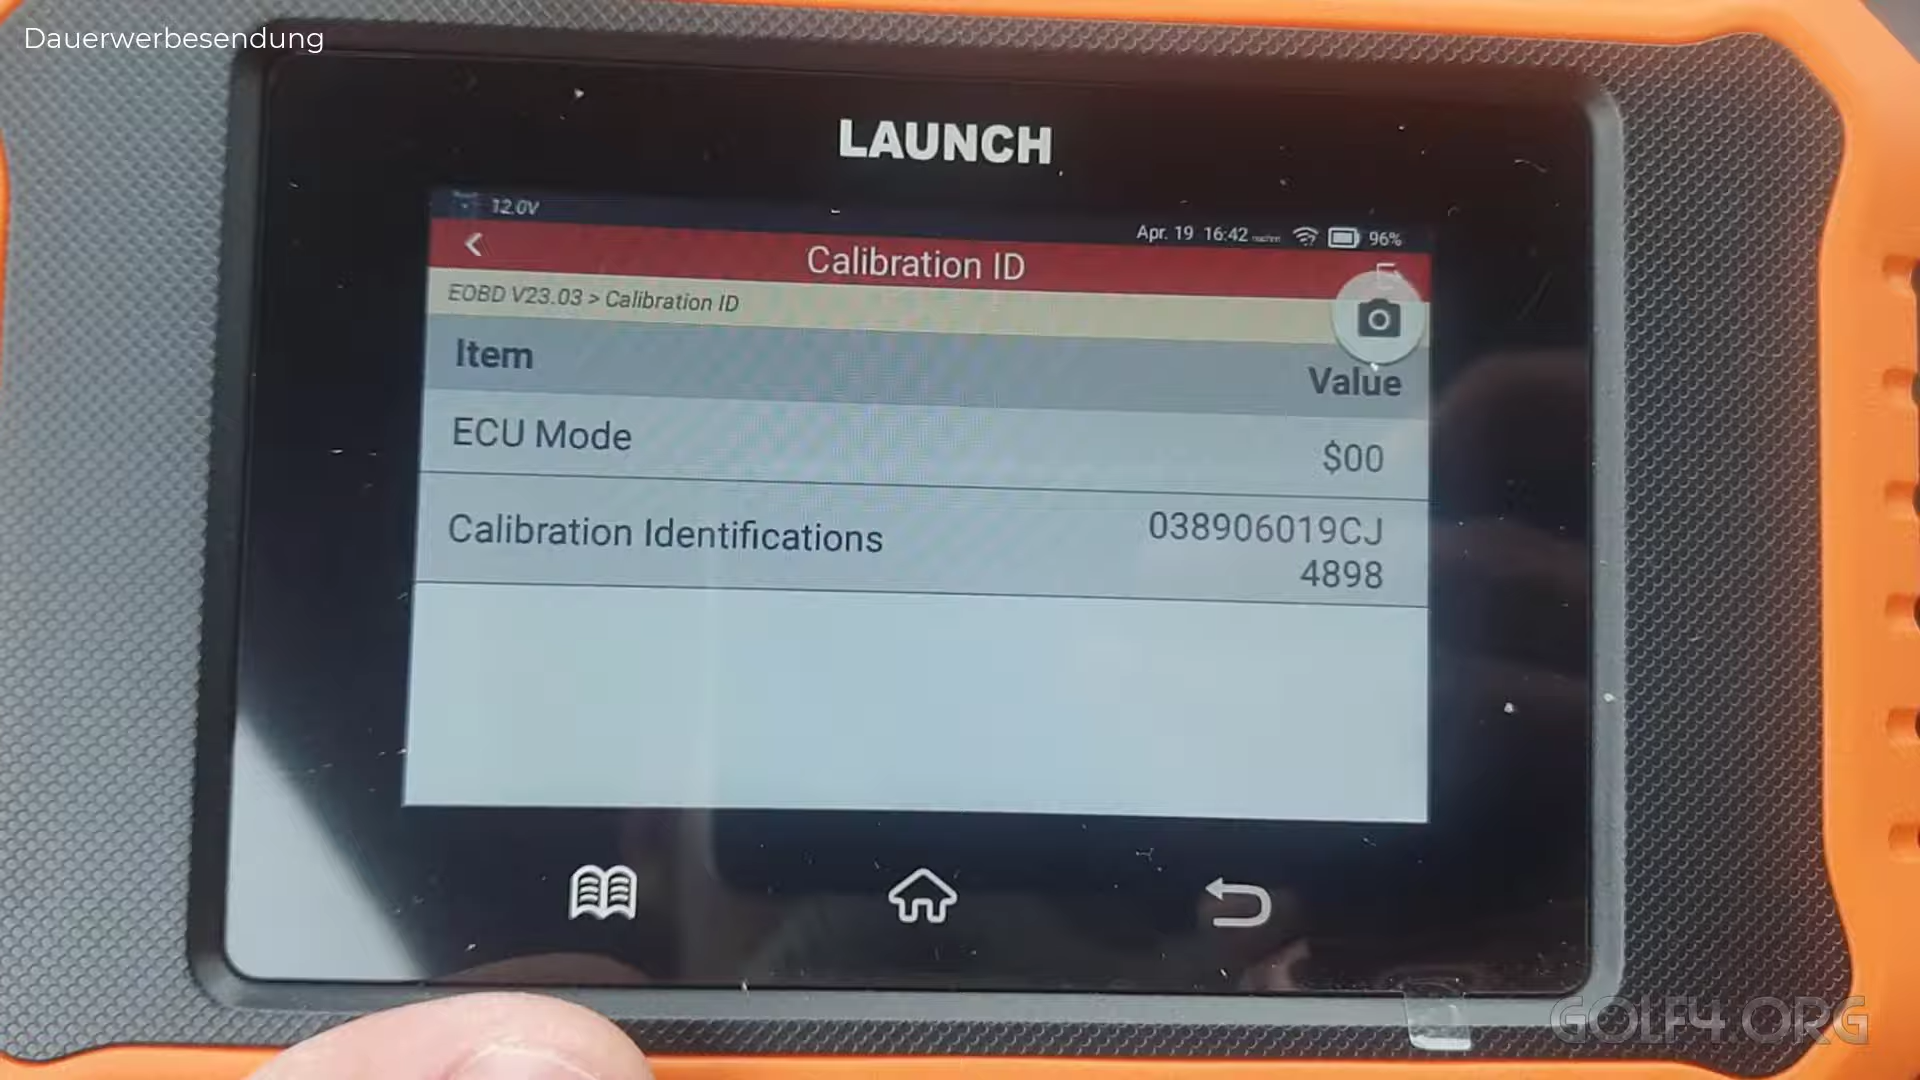 Dauerwerbesendung
LAUNCH
12.0V
Apr. 19 16:42 96%
Calibration ID
EOBD V23.03 > Calibration ID
Item Value
ECU Mode $00
Calibration Identifications 038906019CJ
4898
GOLF4.ORG